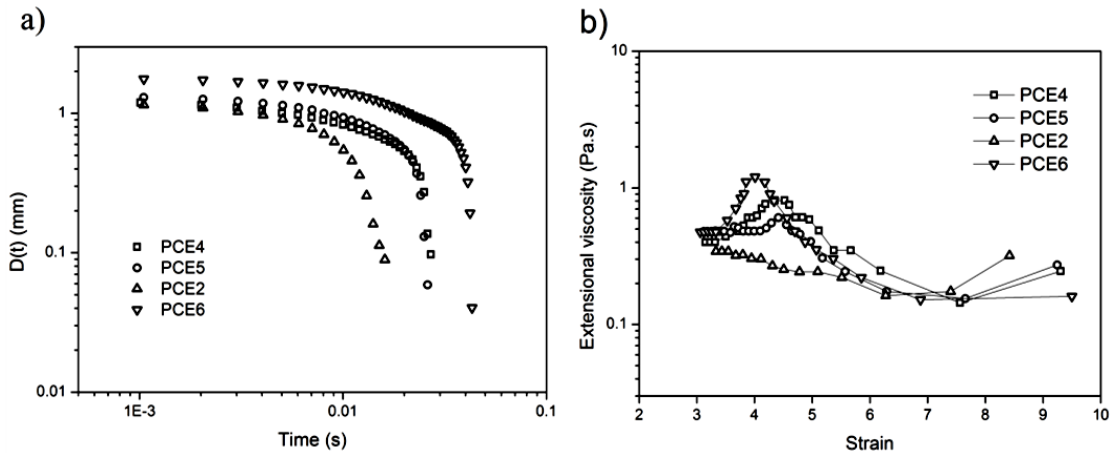 a)
D(t) (mm)
1
0.1
0.01
PCE4
PCE5
PCE2
PCE6
1E-3
0.01
0.1
Time (s)
b)
Extensional viscosity (Pa.s)
10
1
0.1
PCE4
PCE5
PCE2
PCE6
2 3 4 5 6 7 8 9 10
Strain